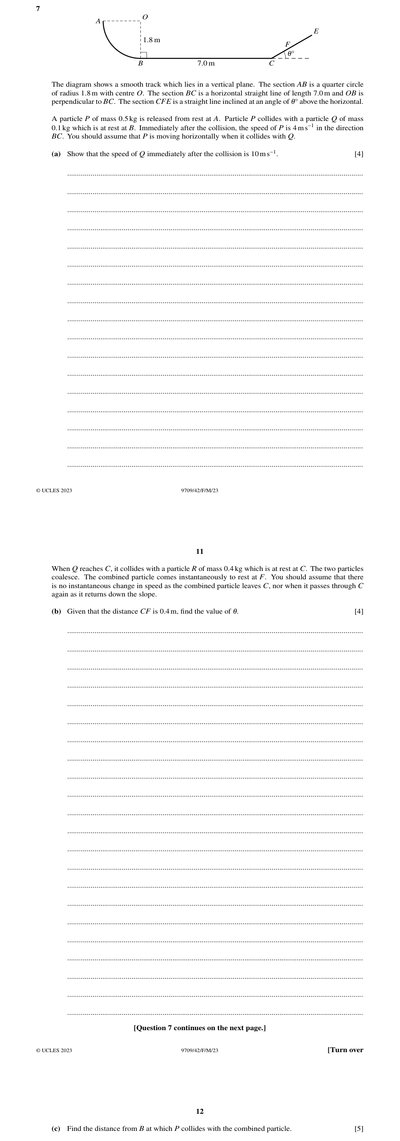 7
A
O
1.8 m
E
F
θ°
B
7.0 m
C
The diagram shows a smooth track which lies in a vertical plane. The section AB is a quarter circle
of radius 1.8 m with centre O. The section BC is a horizontal straight line of length 7.0 m and OB is
perpendicular to BC. The section CFE is a straight line inclined at an angle of θ° above the horizontal.
A particle P of mass 0.5 kg is released from rest at A. Particle P collides with a particle Q of mass
0.1 kg which is at rest at B. Immediately after the collision, the speed of P is 4 m s⁻¹ in the direction
BC. You should assume that P is moving horizontally when it collides with Q.
(a) Show that the speed of Q immediately after the collision is 10 m s⁻¹. [4]
© UCLES 2023 9709/42/F/M/23
11
When Q reaches C, it collides with a particle R of mass 0.4 kg which is at rest at C. The two particles
coalesce. The combined particle comes instantaneously to rest at F. You should assume that there
is no instantaneous change in speed as the combined particle leaves C, nor when it passes through C
again as it returns down the slope.
(b) Given that the distance CF is 0.4 m, find the value of θ. [4]
[Question 7 continues on the next page.]
© UCLES 2023 9709/42/F/M/23 [Turn over
12
(c) Find the distance from B at which P collides with the combined particle. [5]